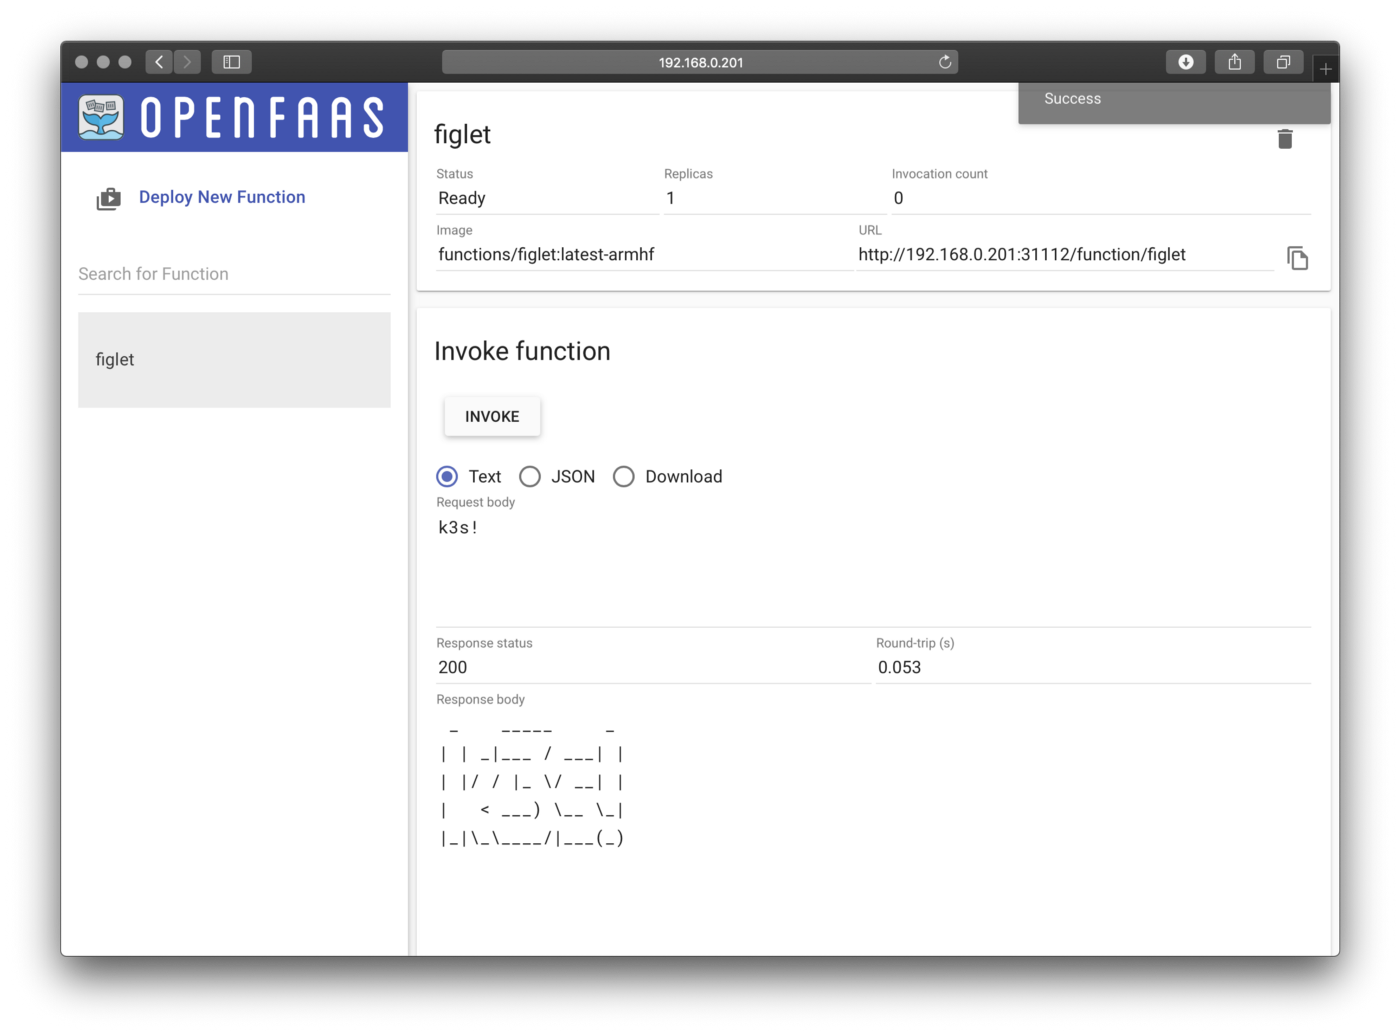 192.168.0.201
OPENFAAS
Success
Deploy New Function
Search for Function
figlet
figlet
Status
Replicas
Invocation count
Ready
1
0
Image
URL
functions/figlet:latest-armhf
http://192.168.0.201:31112/function/figlet
Invoke function
INVOKE
Text
JSON
Download
Request body
k3s!
Response status
Round-trip (s)
200
0.053
Response body
 _    _____     _
| | _|___ / ___| |
| |/ / |_ \/ __| |
|   < ___) \__ \_|
|_|\_\____/|___(_)